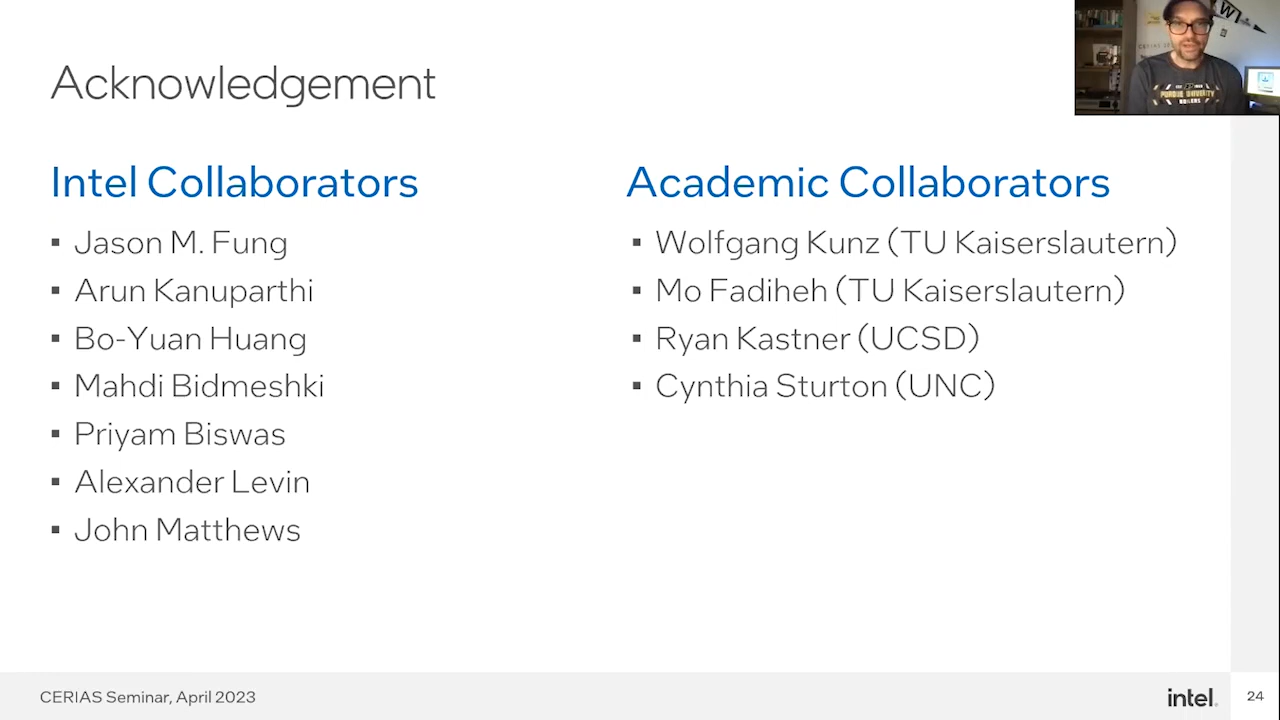 Acknowledgement
Intel Collaborators
▪ Jason M. Fung
▪ Arun Kanuparthi
▪ Bo-Yuan Huang
▪ Mahdi Bidmeshki
▪ Priyam Biswas
▪ Alexander Levin
▪ John Matthews
Academic Collaborators
▪ Wolfgang Kunz (TU Kaiserslautern)
▪ Mo Fadiheh (TU Kaiserslautern)
▪ Ryan Kastner (UCSD)
▪ Cynthia Sturton (UNC)
W
PURDUE UNIVERSITY
CERIAS Seminar, April 2023
intel.
24